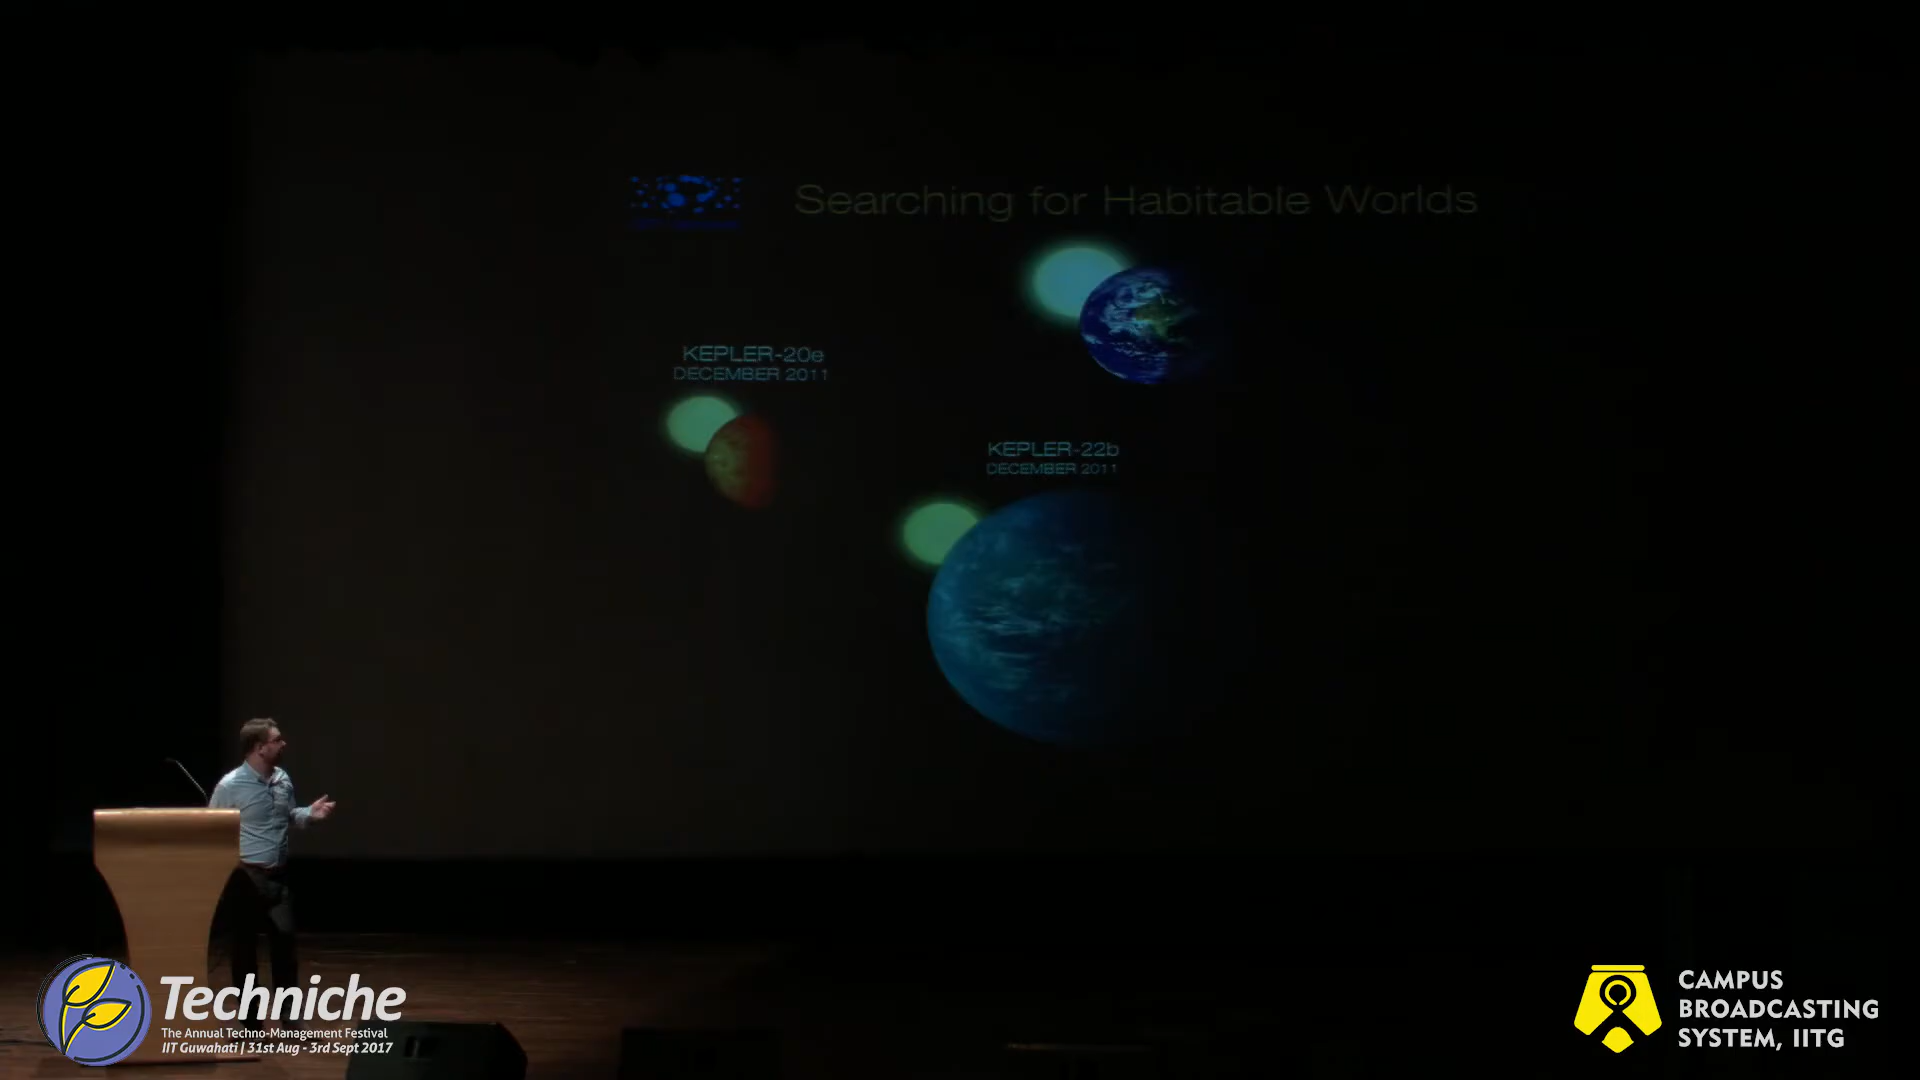 Searching for Habitable Worlds
KEPLER-20e
DECEMBER 2011
KEPLER-22b
DECEMBER 2011
Techniche
The Annual Techno-Management Festival
IIT Guwahati | 31st Aug - 3rd Sept 2017
CAMPUS
BROADCASTING
SYSTEM, IITG